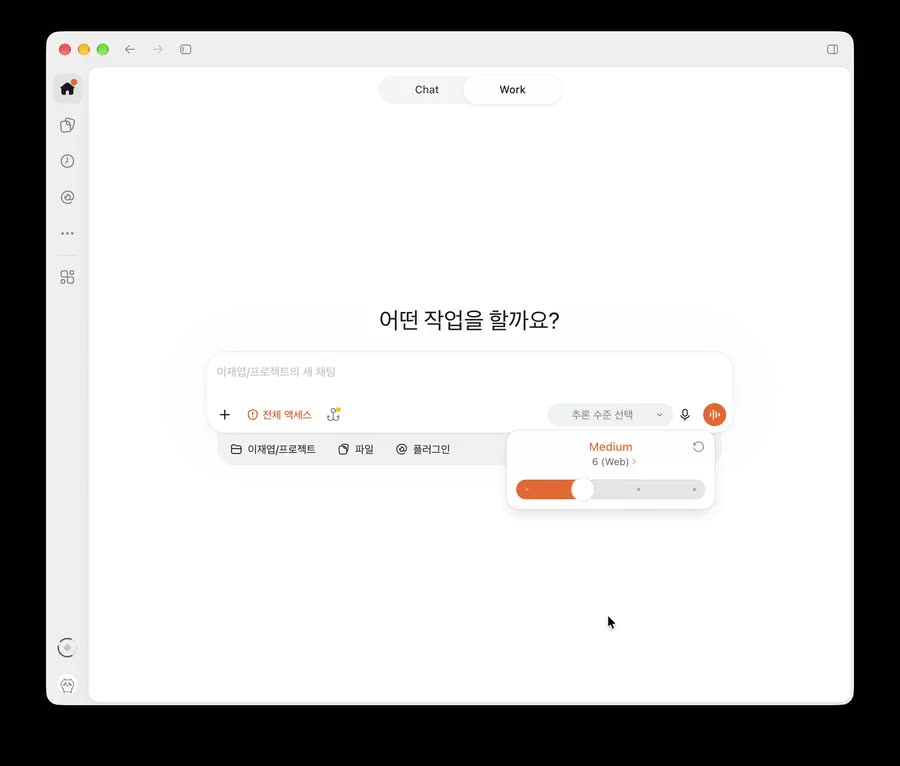 Chat Work
어떤 작업을 할까요?
이재엽/프로젝트의 새 채팅
전체 액세스 추론 수준 선택
이재엽/프로젝트 파일 플러그인
Medium
6 (Web)